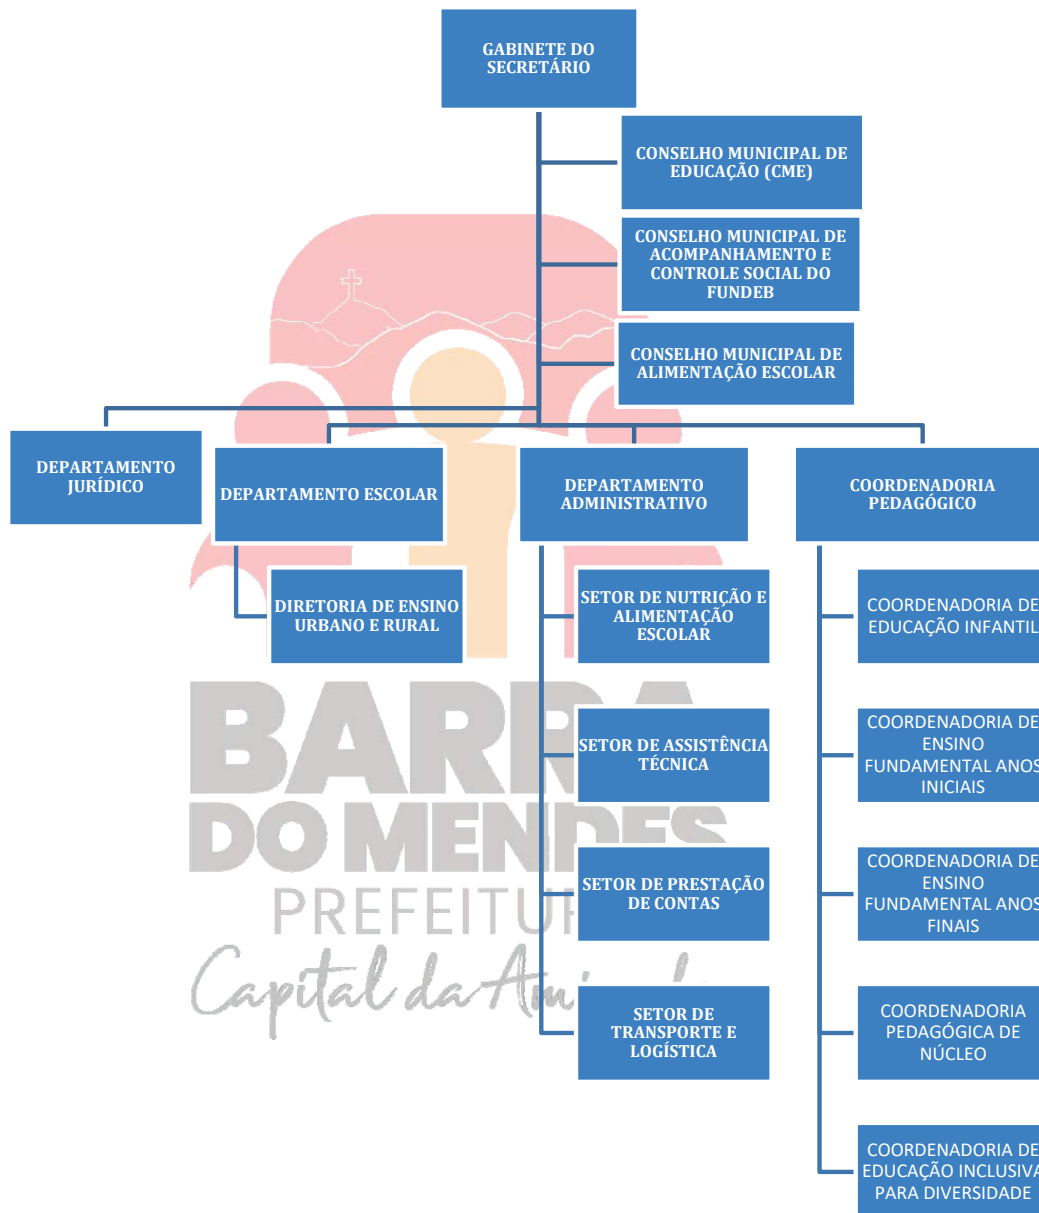 GABINETE DO
SECRETÁRIO
CONSELHO MUNICIPAL DE
EDUCAÇÃO (CME)
CONSELHO MUNICIPAL DE
ACOMPANHAMENTO E
CONTROLE SOCIAL DO
FUNDEB
CONSELHO MUNICIPAL DE
ALIMENTAÇÃO ESCOLAR
DEPARTAMENTO
JURÍDICO
DEPARTAMENTO ESCOLAR
DEPARTAMENTO
ADMINISTRATIVO
COORDENADORIA
PEDAGÓGICO
DIRETORIA DE ENSINO
URBANO E RURAL
SETOR DE NUTRIÇÃO E
ALIMENTAÇÃO
ESCOLAR
SETOR DE ASSISTÊNCIA
TÉCNICA
SETOR DE PRESTAÇÃO
DE CONTAS
SETOR DE
TRANSPORTE E
LOGÍSTICA
COORDENADORIA DE
EDUCAÇÃO INFANTIL
COORDENADORIA DE
ENSINO
FUNDAMENTAL ANOS
INICIAIS
COORDENADORIA DE
ENSINO
FUNDAMENTAL ANOS
FINAIS
COORDENADORIA
PEDAGÓGICA DE
NÚCLEO
COORDENADORIA DE
EDUCAÇÃO INCLUSIVA
PARA DIVERSIDADE
BARRA
DO MENDES
PREFEITURA
Capital da